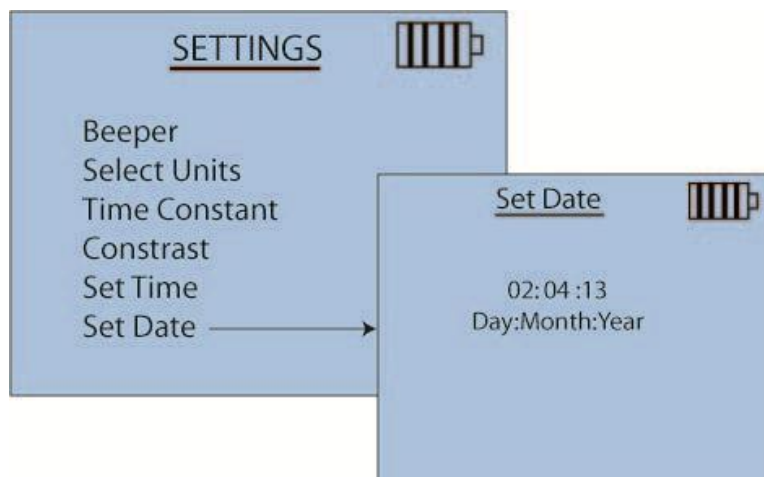 SETTINGS
Beeper
Select Units
Time Constant
Constrast
Set Time
Set Date
Set Date
02:04 :13
Day:Month:Year